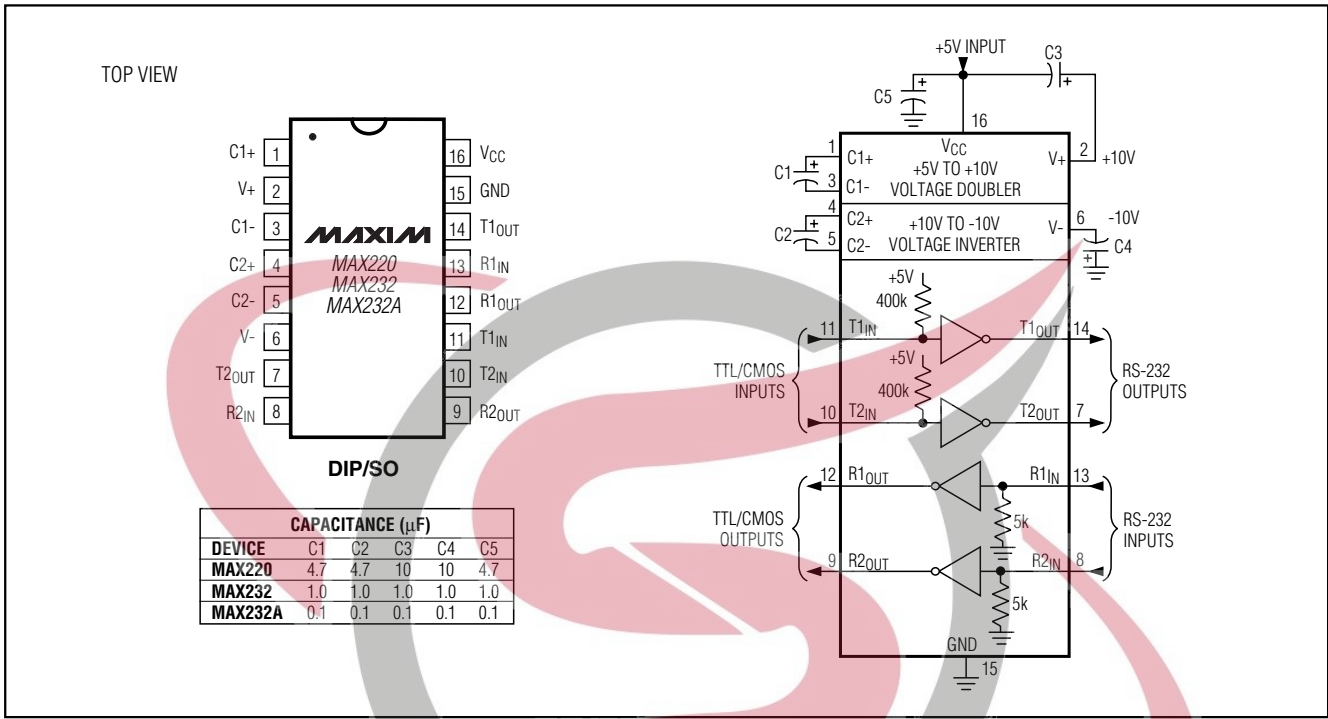 TOP VIEW
C1+ 1
V+ 2
C1- 3
C2+ 4
C2- 5
V- 6
T2OUT 7
R2IN 8
16 VCC
15 GND
14 T1OUT
13 R1IN
12 R1OUT
11 T1IN
10 T2IN
9 R2OUT
MAXIM
MAX220
MAX232
MAX232A
DIP/SO
CAPACITANCE (µF)
DEVICE C1 C2 C3 C4 C5
MAX220 4.7 4.7 10 10 4.7
MAX232 1.0 1.0 1.0 1.0 1.0
MAX232A 0.1 0.1 0.1 0.1 0.1
+5V INPUT
C3
C5 +
+
16
VCC
1 C1+
C1 +
3 C1-
+5V TO +10V
VOLTAGE DOUBLER
V+ 2 +10V
4 C2+
C2 +
5 C2-
+10V TO -10V
VOLTAGE INVERTER
V- 6 -10V
C4
+
+5V
400k
11 T1IN
T1OUT 14
+5V
400k
10 T2IN
T2OUT 7
TTL/CMOS
INPUTS
RS-232
OUTPUTS
12 R1OUT
R1IN 13
5k
9 R2OUT
R2IN 8
5k
TTL/CMOS
OUTPUTS
RS-232
INPUTS
GND
15